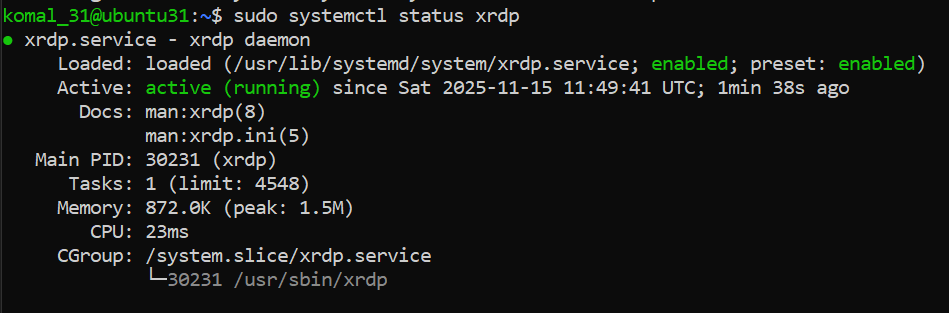 komal_31@ubuntu31:~$ sudo systemctl status xrdp
● xrdp.service - xrdp daemon
     Loaded: loaded (/usr/lib/systemd/system/xrdp.service; enabled; preset: enabled)
     Active: active (running) since Sat 2025-11-15 11:49:41 UTC; 1min 38s ago
       Docs: man:xrdp(8)
             man:xrdp.ini(5)
   Main PID: 30231 (xrdp)
      Tasks: 1 (limit: 4548)
     Memory: 872.0K (peak: 1.5M)
        CPU: 23ms
     CGroup: /system.slice/xrdp.service
             └─30231 /usr/sbin/xrdp